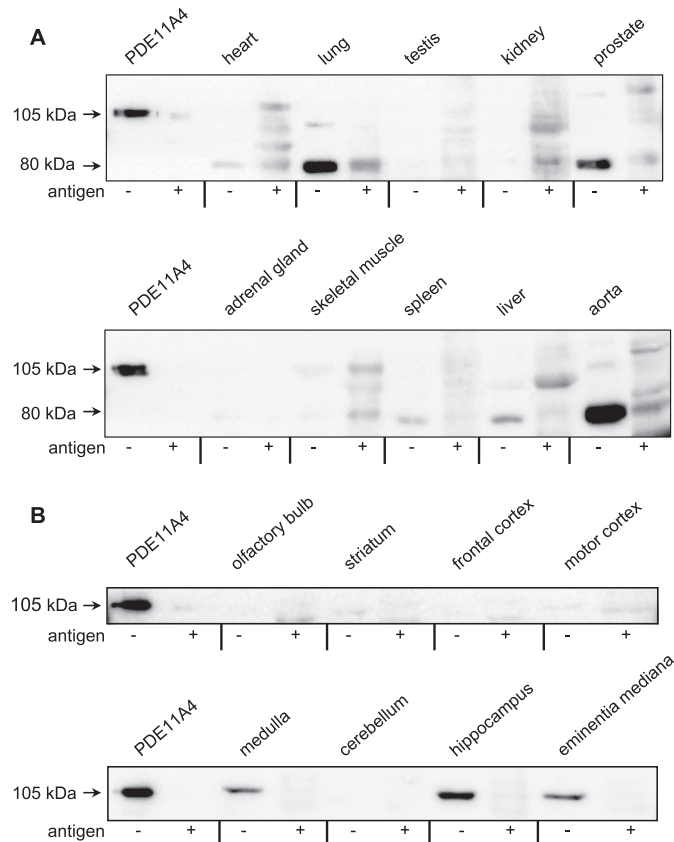 A
PDE11A4 heart lung testis kidney prostate
105 kDa
80 kDa
antigen - + - + - + - + - + - +
PDE11A4 adrenal gland skeletal muscle spleen liver aorta
105 kDa
80 kDa
antigen - + - + - + - + - + - +
B
PDE11A4 olfactory bulb striatum frontal cortex motor cortex
105 kDa
antigen - + - + - + - + - +
PDE11A4 medulla cerebellum hippocampus eminentia mediana
105 kDa
antigen - + - + - + - + - +